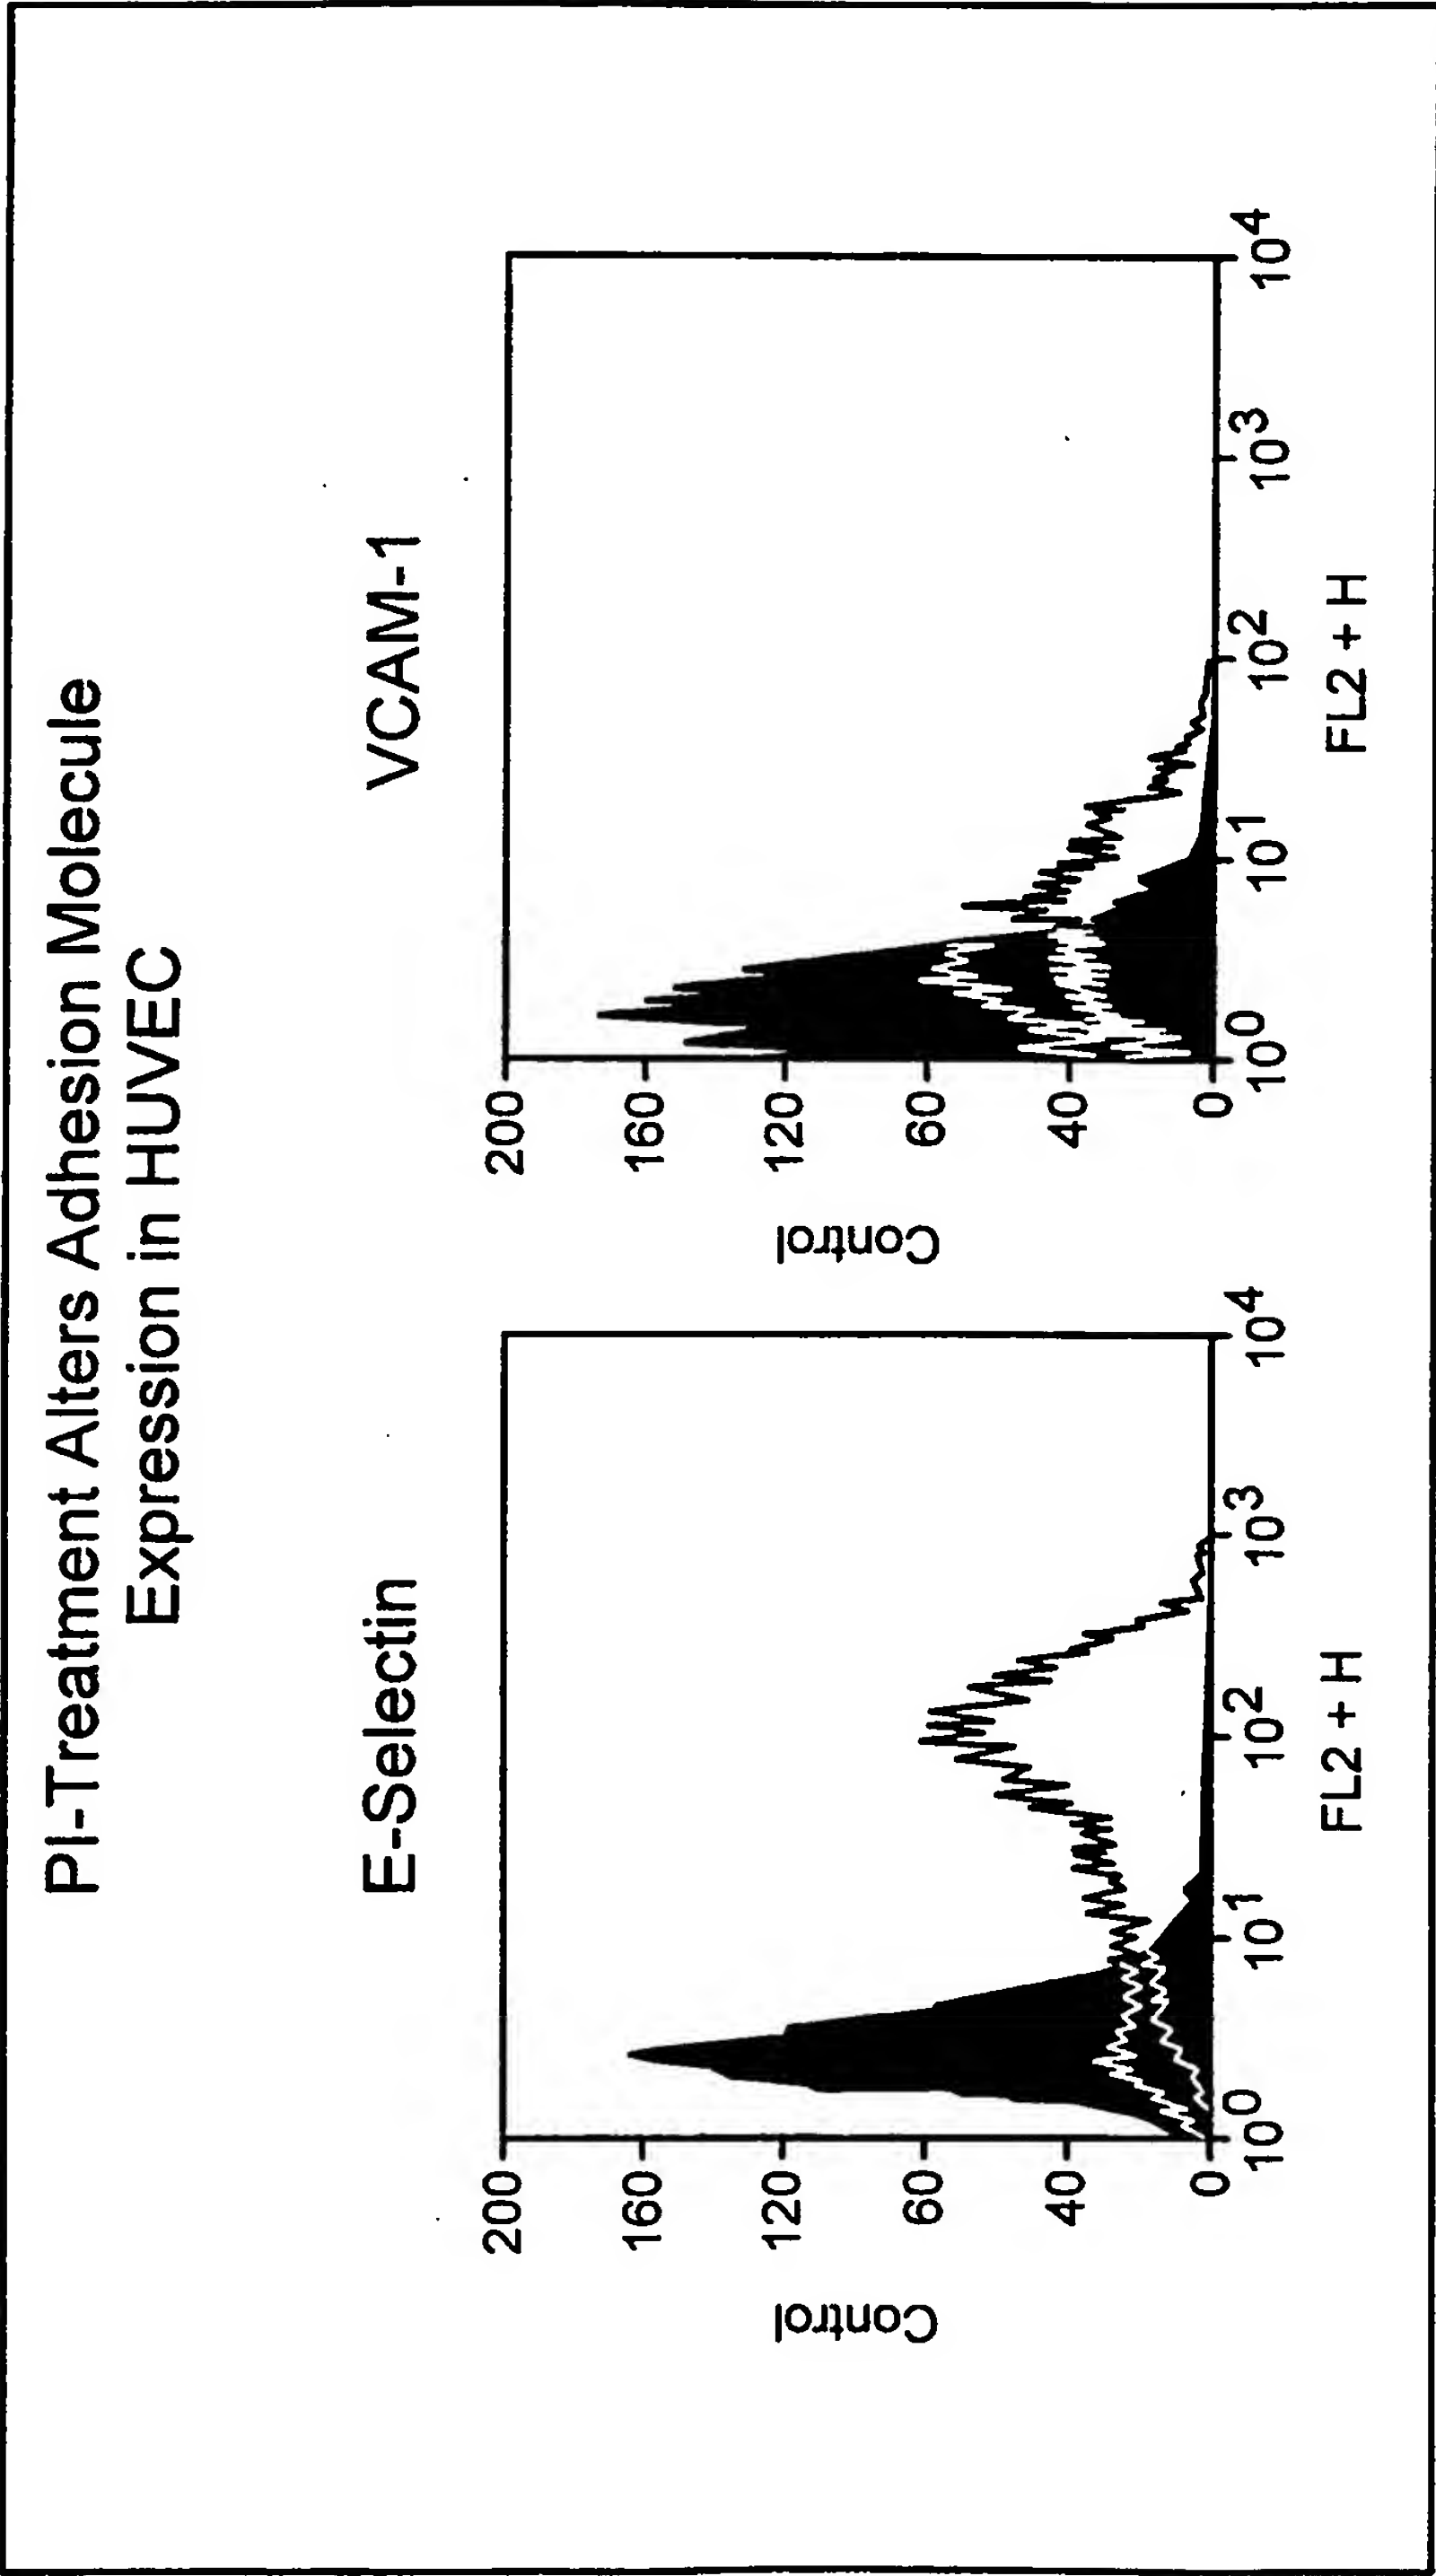 PI-Treatment Alters Adhesion Molecule
Expression in HUVEC
E-Selectin
200
160
120
60
40
0
Control
10^0 10^1 10^2 10^3 10^4
FL2 + H
VCAM-1
200
160
120
60
40
0
Control
10^0 10^1 10^2 10^3 10^4
FL2 + H